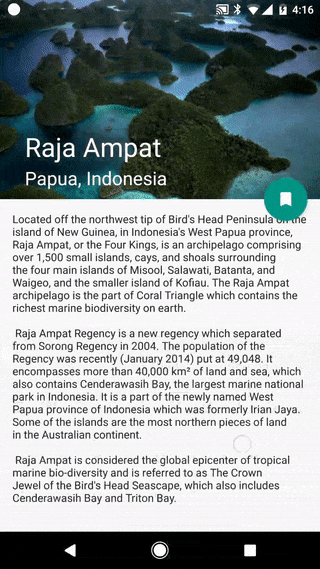 4:16
Raja Ampat
Papua, Indonesia
Located off the northwest tip of Bird's Head Peninsula on the
island of New Guinea, in Indonesia's West Papua province,
Raja Ampat, or the Four Kings, is an archipelago comprising
over 1,500 small islands, cays, and shoals surrounding
the four main islands of Misool, Salawati, Batanta, and
Waigeo, and the smaller island of Kofiau. The Raja Ampat
archipelago is the part of Coral Triangle which contains the
richest marine biodiversity on earth.
Raja Ampat Regency is a new regency which separated
from Sorong Regency in 2004. The population of the
Regency was recently (January 2014) put at 49,048. It
encompasses more than 40,000 km² of land and sea, which
also contains Cenderawasih Bay, the largest marine national
park in Indonesia. It is a part of the newly named West
Papua province of Indonesia which was formerly Irian Jaya.
Some of the islands are the most northern pieces of land
in the Australian continent.
Raja Ampat is considered the global epicenter of tropical
marine bio-diversity and is referred to as The Crown
Jewel of the Bird's Head Seascape, which also includes
Cenderawasih Bay and Triton Bay.